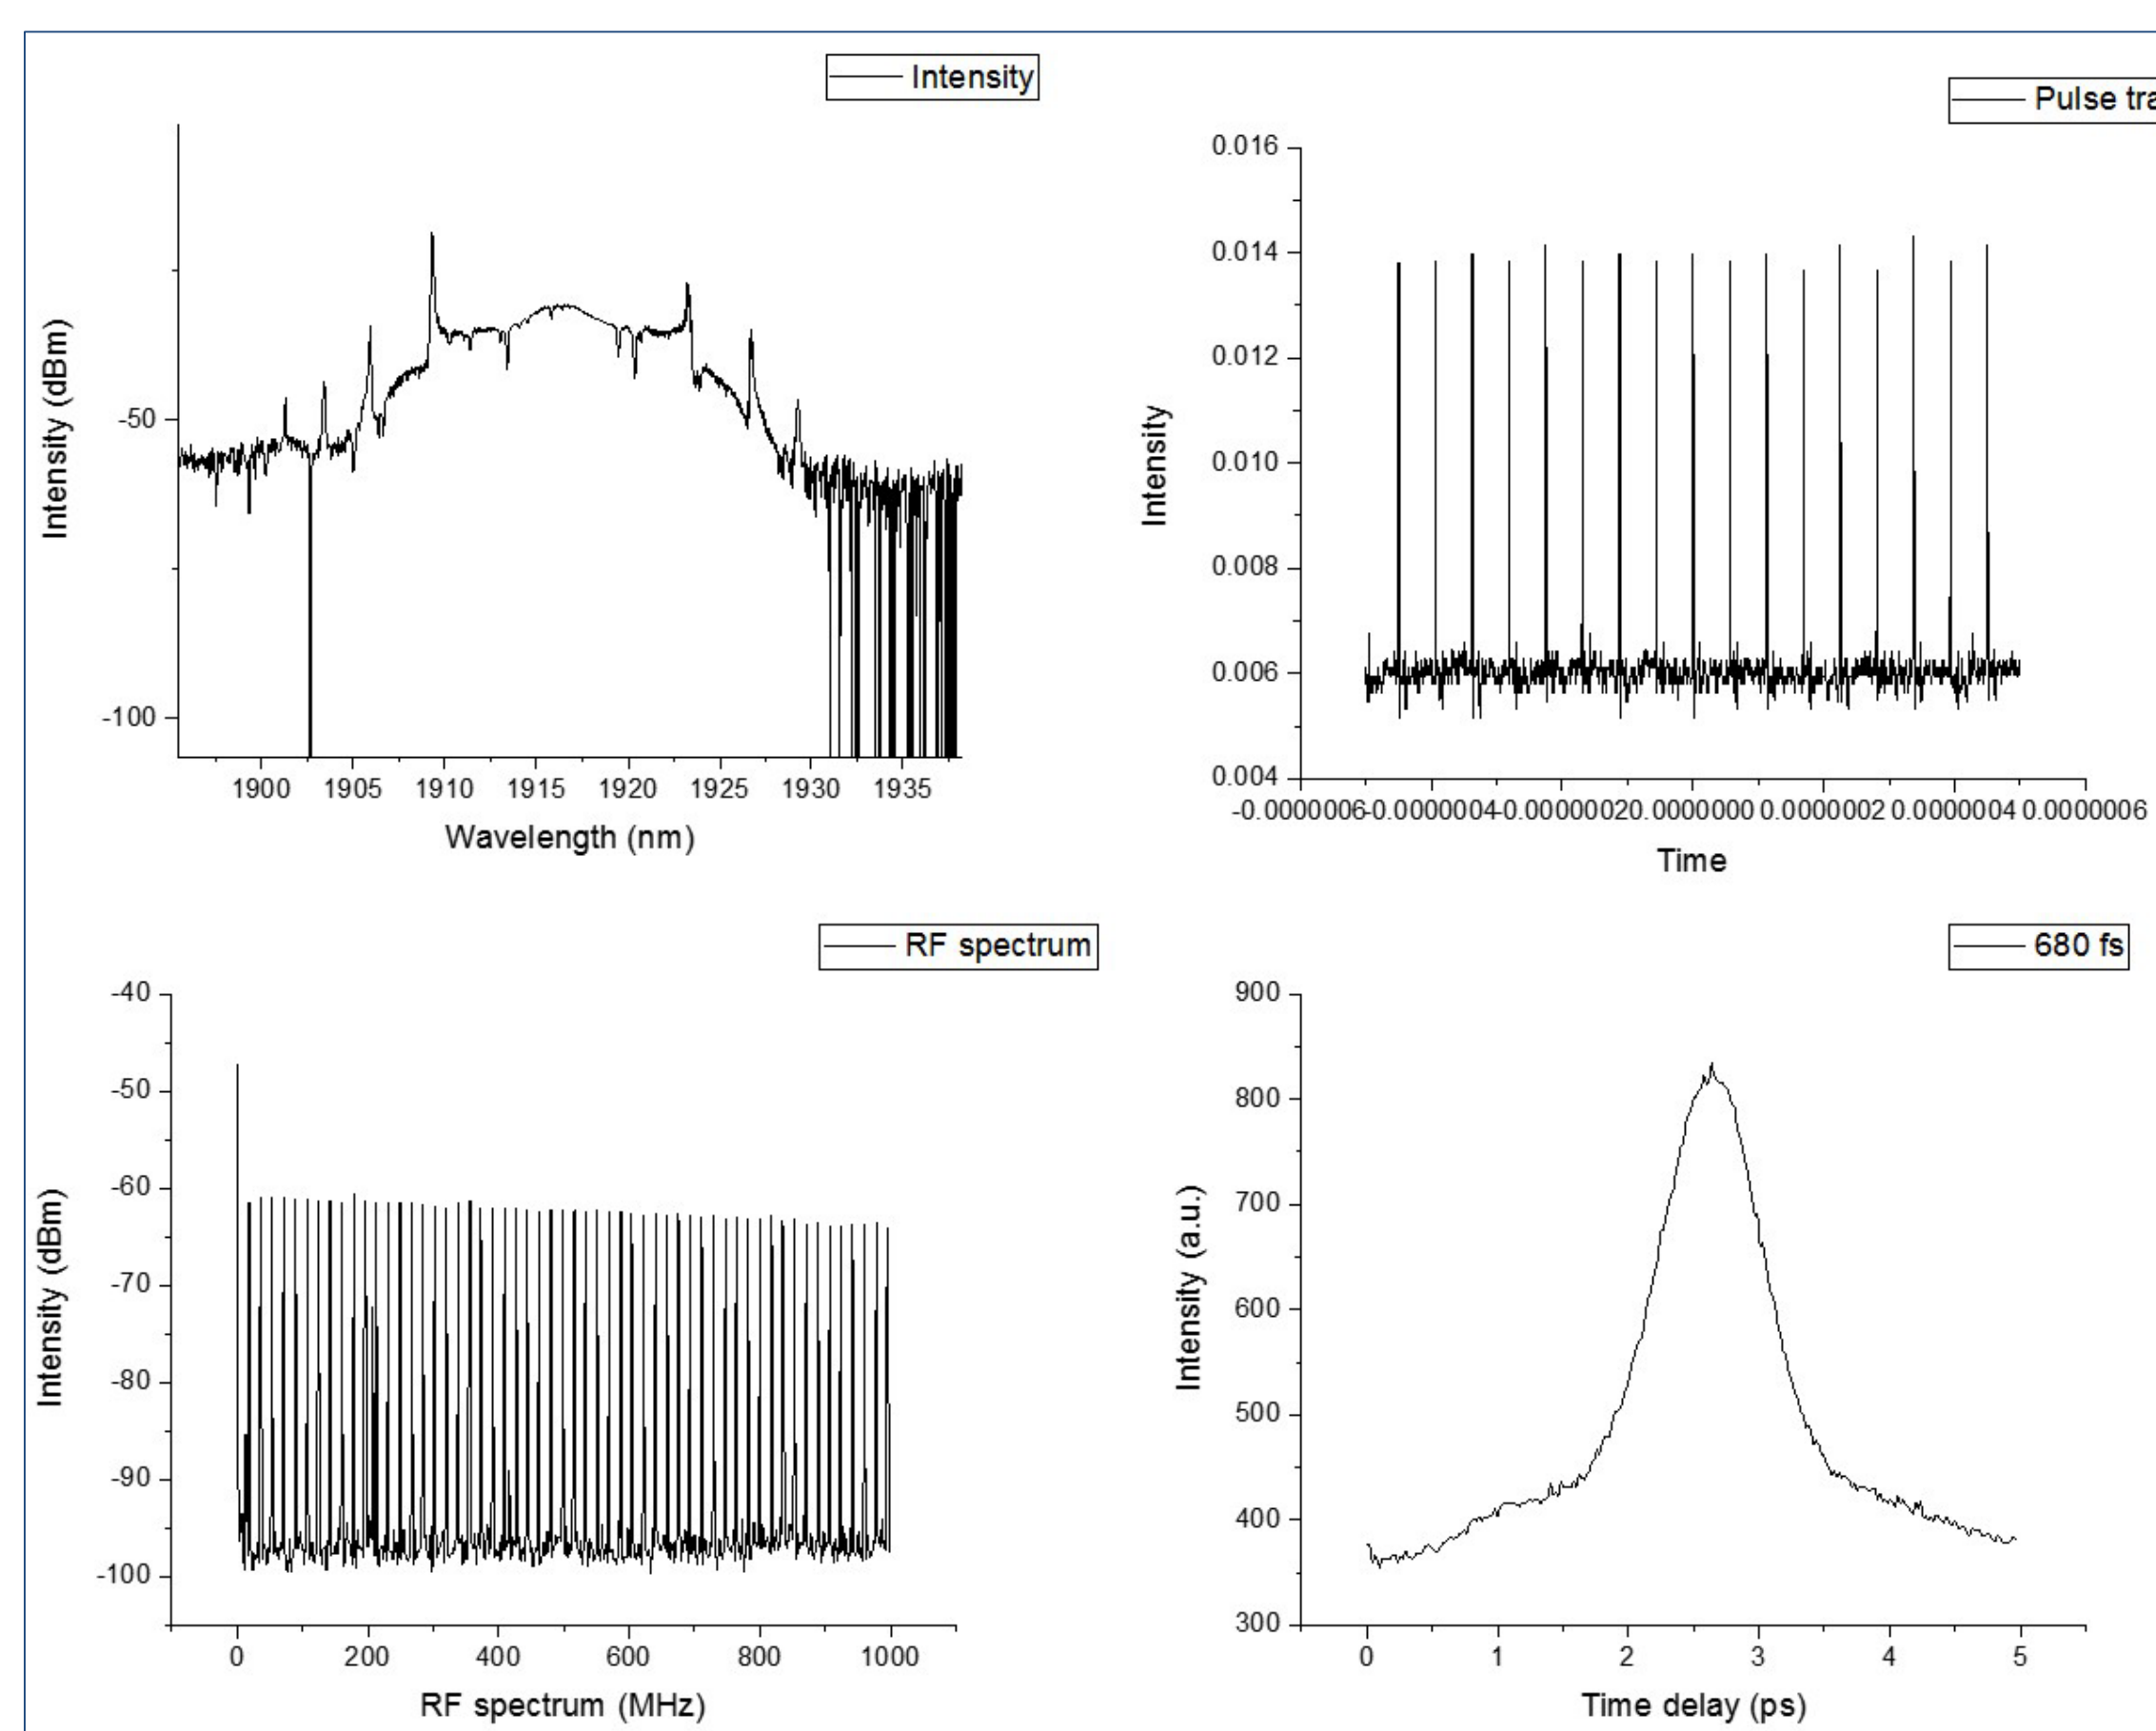 Intensity
Intensity (dBm)
-50
-100
1900 1905 1910 1915 1920 1925 1930 1935
Wavelength (nm)
Pulse tra
0.016
0.014
0.012
0.010
0.008
0.006
0.004
Intensity
-0.0000006 -0.0000004 -0.0000002 0.0000000 0.0000002 0.0000004 0.0000006
Time
RF spectrum
-40
-50
-60
-70
-80
-90
-100
Intensity (dBm)
0 200 400 600 800 1000
RF spectrum (MHz)
680 fs
900
800
700
600
500
400
300
Intensity (a.u.)
0 1 2 3 4 5
Time delay (ps)